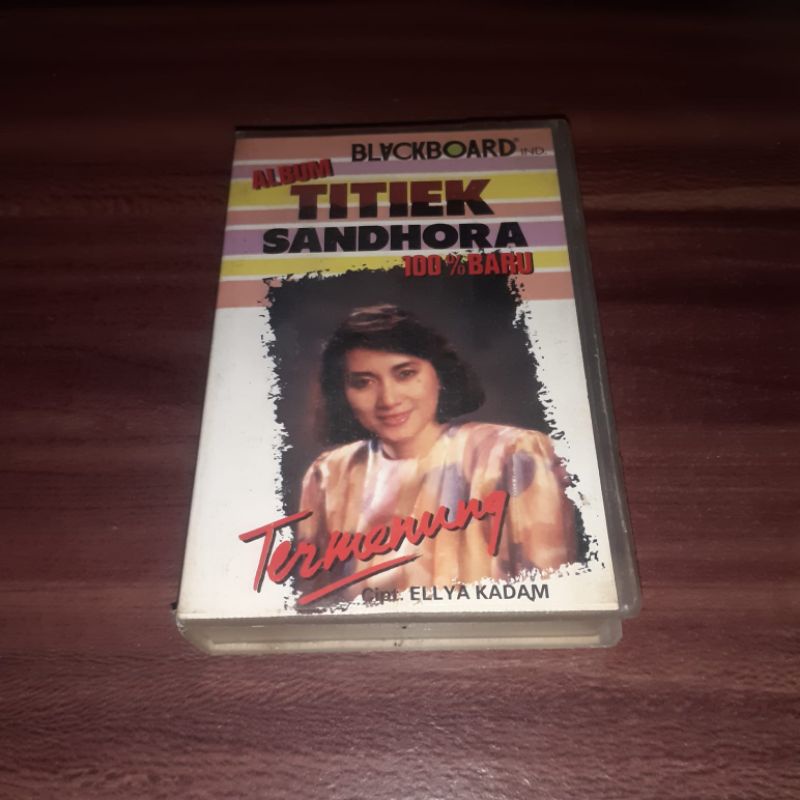 BLACKBOARD® IND.
ALBUM
TITIEK
SANDHORA
100% BARU
Termenung
Cipt. ELLYA KADAM